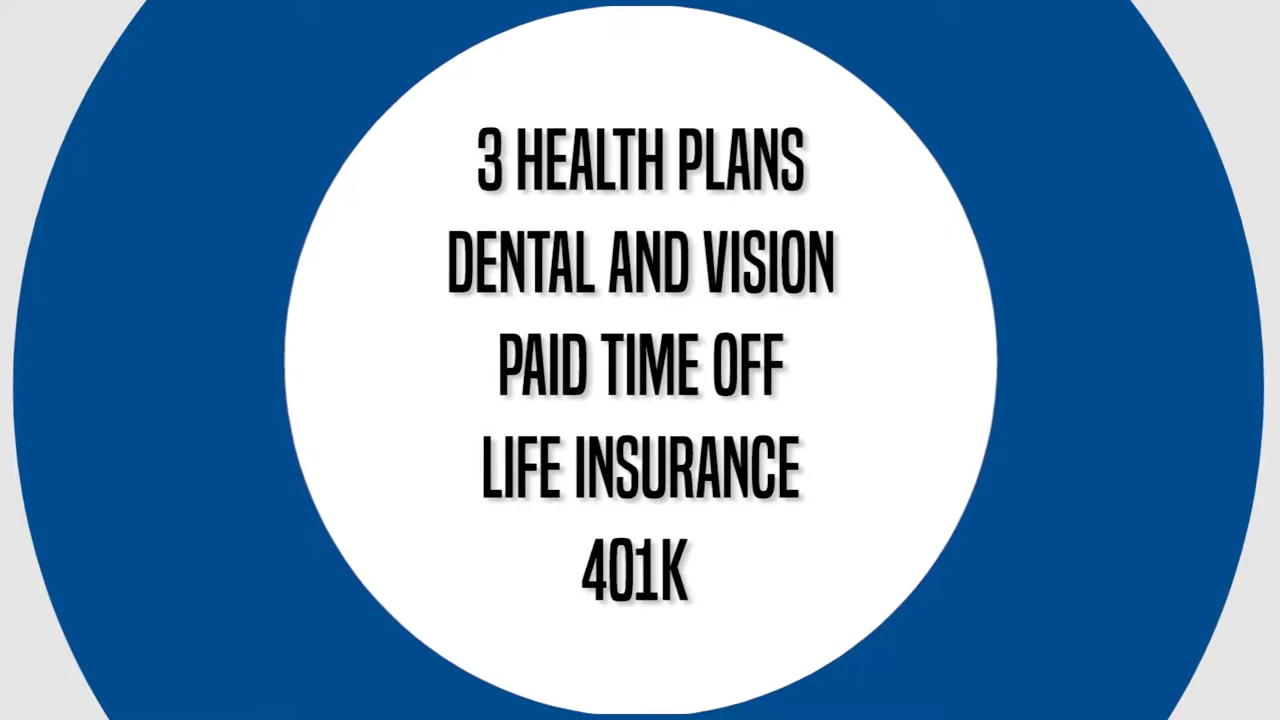 3 HEALTH PLANS
DENTAL AND VISION
PAID TIME OFF
LIFE INSURANCE
401K